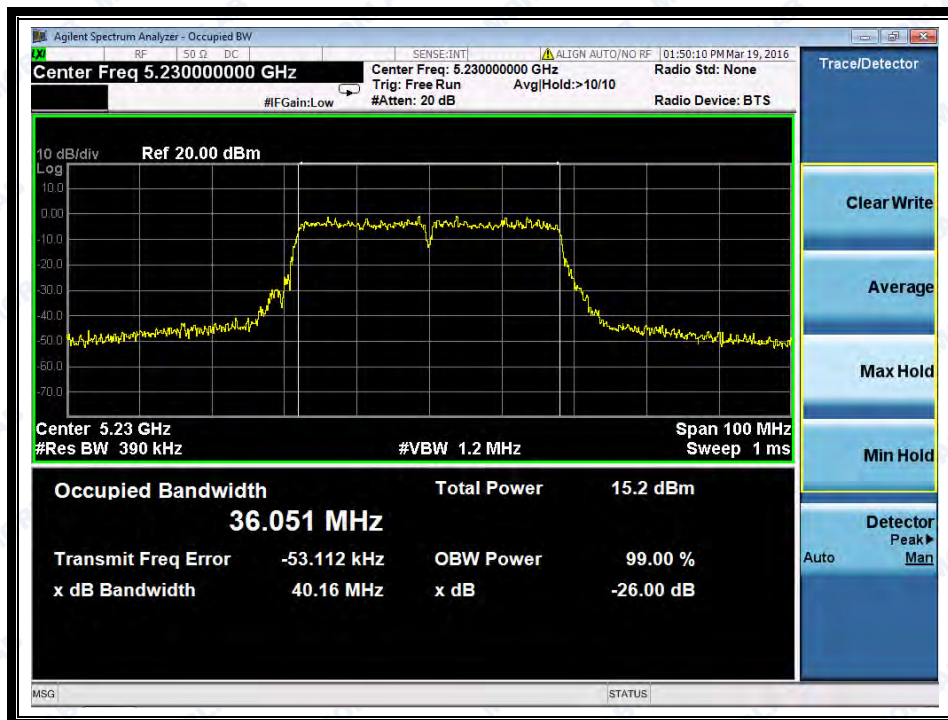 Agilent Spectrum Analyzer - Occupied BW
LXI RF 50 Ω DC SENSE:INT ALIGN AUTO/NO RF 01:50:10 PM Mar 19, 2016
Center Freq 5.230000000 GHz
Center Freq: 5.230000000 GHz Radio Std: None
Trig: Free Run Avg|Hold:>10/10
#IFGain:Low #Atten: 20 dB Radio Device: BTS
10 dB/div Ref 20.00 dBm
Log
10.0
0.00
-10.0
-20.0
-30.0
-40.0
-50.0
-60.0
-70.0
Center 5.23 GHz Span 100 MHz
#Res BW 390 kHz #VBW 1.2 MHz Sweep 1 ms
Occupied Bandwidth Total Power 15.2 dBm
36.051 MHz
Transmit Freq Error -53.112 kHz OBW Power 99.00 %
x dB Bandwidth 40.16 MHz x dB -26.00 dB
MSG STATUS
Trace/Detector
Clear Write
Average
Max Hold
Min Hold
Detector
Peak▶
Auto Man